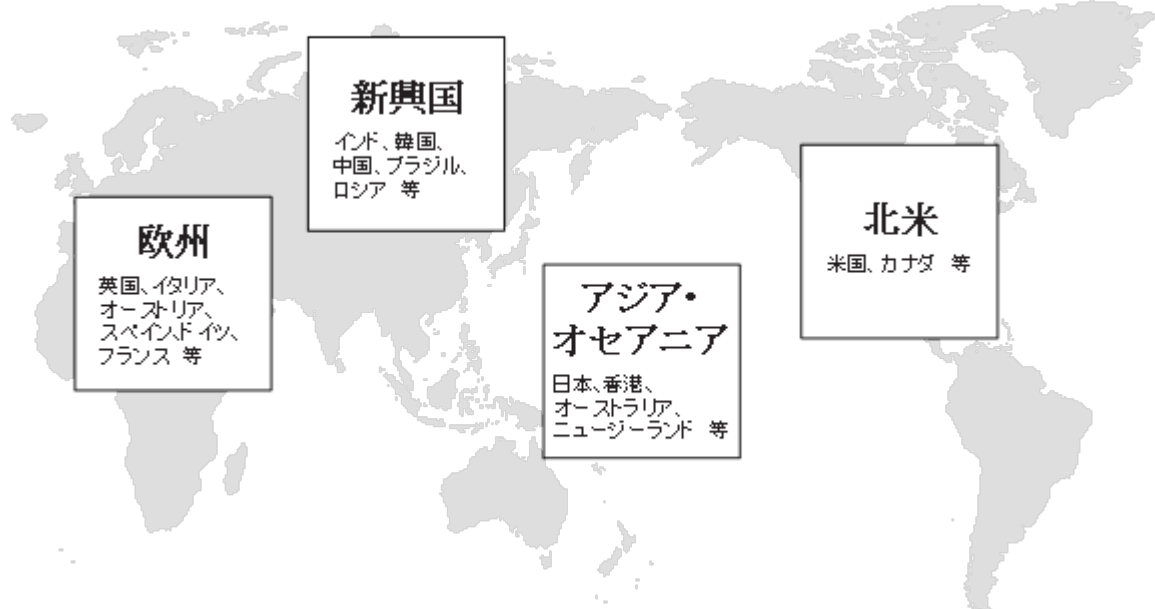 新興国
インド、韓国、
中国、ブラジル、
ロシア 等
欧州
英国、イタリア、
オーストリア、
スペイン、ドイツ、
フランス 等
アジア・
オセアニア
日本、香港、
オーストラリア、
ニュージーランド 等
北米
米国、カナダ 等